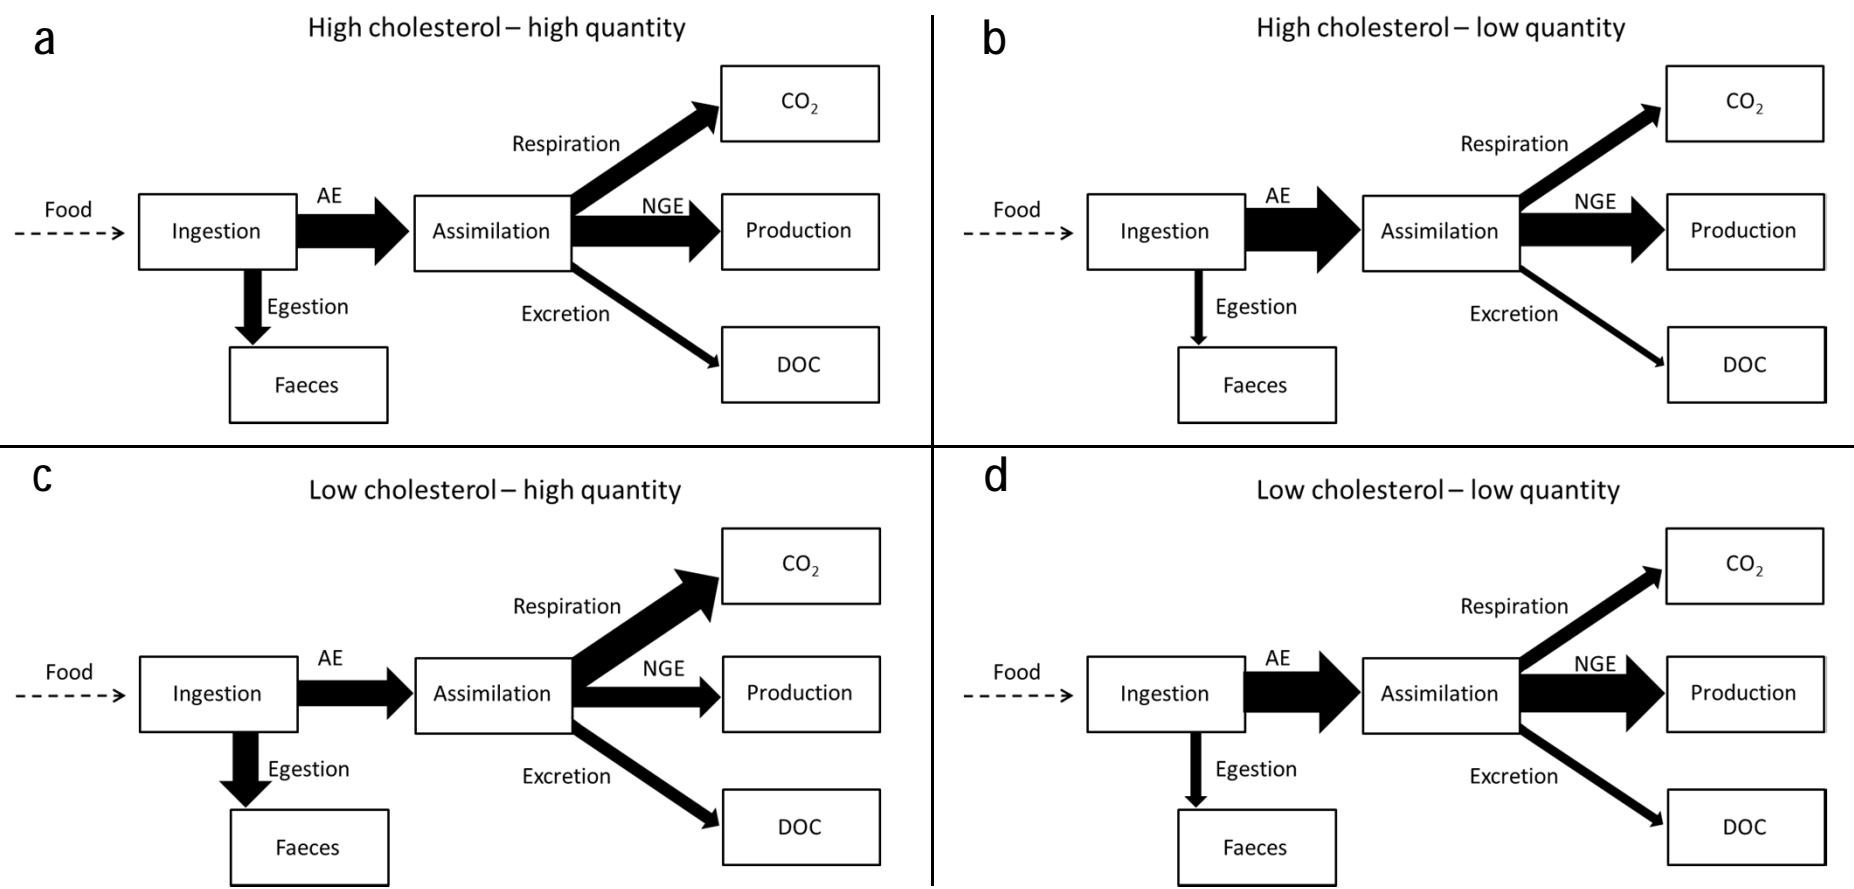 a
High cholesterol – high quantity
CO2
Respiration
AE
NGE
Food
Ingestion
Assimilation
Production
Egestion
Excretion
Faeces
DOC
b
High cholesterol – low quantity
CO2
Respiration
AE
NGE
Food
Ingestion
Assimilation
Production
Egestion
Excretion
Faeces
DOC
c
Low cholesterol – high quantity
CO2
Respiration
AE
NGE
Food
Ingestion
Assimilation
Production
Egestion
Excretion
DOC
Faeces
d
Low cholesterol – low quantity
CO2
Respiration
AE
NGE
Food
Ingestion
Assimilation
Production
Egestion
Excretion
DOC
Faeces